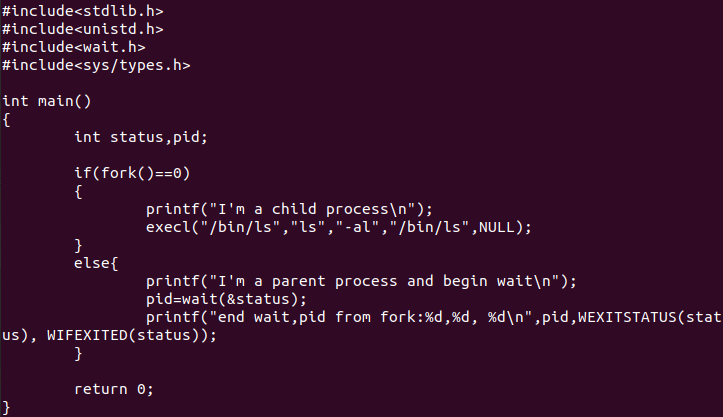 #include<stdlib.h>
#include<unistd.h>
#include<wait.h>
#include<sys/types.h>

int main()
{
        int status,pid;

        if(fork()==0)
        {
                printf("I'm a child process\n");
                execl("/bin/ls","ls","-al","/bin/ls",NULL);
        }
        else{
                printf("I'm a parent process and begin wait\n");
                pid=wait(&status);
                printf("end wait,pid from fork:%d,%d, %d\n",pid,WEXITSTATUS(stat
us), WIFEXITED(status));
        }

        return 0;
}